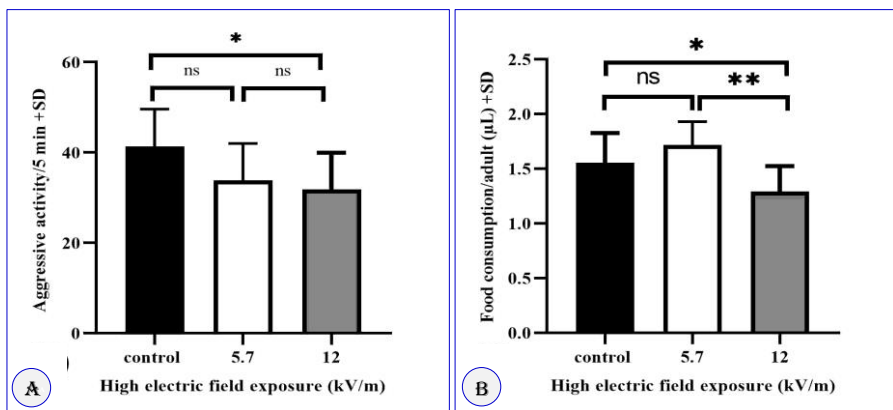 *
ns
ns
60
40
20
0
Aggressive activity/5 min +SD
control
5.7
12
High electric field exposure (kV/m)
A
*
ns
**
2.5
2.0
1.5
1.0
0.5
0.0
Food consumption/adult (µL) +SD
control
5.7
12
High electric field exposure (kV/m)
B